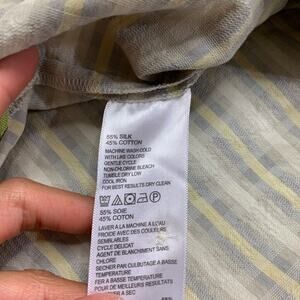 55% SILK
45% COTTON
MACHINE WASH COLD
WITH LIKE COLORS
GENTLE CYCLE
NON-CHLORINE BLEACH
TUMBLE DRY LOW
COOL IRON
FOR BEST RESULTS DRY CLEAN
55% SOIE
45% COTON
LAVER A LA MACHINE A L'AU
FROIDE AVEC DES COULEURS
SEMBLABLES
CYCLE DELICAT
AGENT DE BLANCHIMENT SANS
CHLORE
SECHER PAR CULBUTAGE A BASSE
TEMPERATURE
FER A BASSE TEMPERATURE
POUR DE MEILLEURS
A SEC